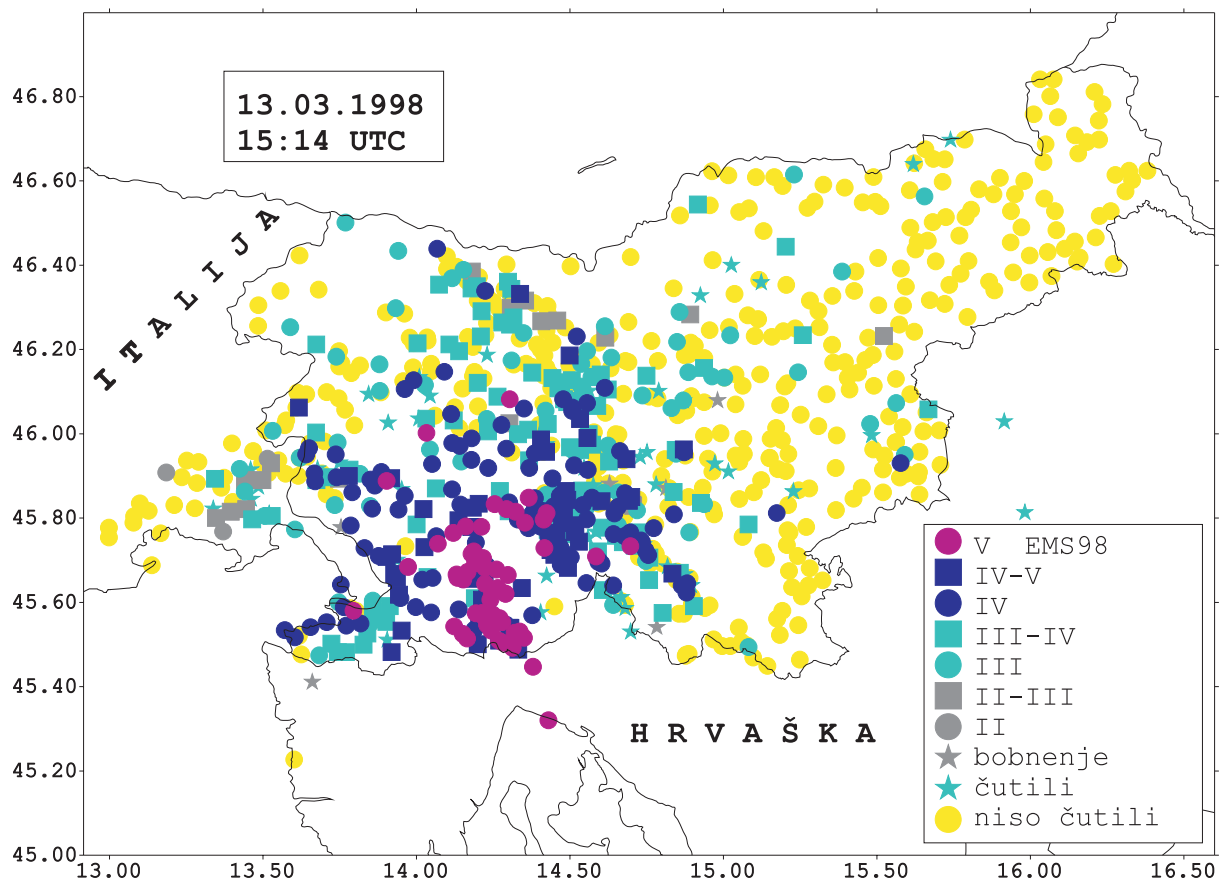 13.03.1998
15:14 UTC
I T A L I J A
H R V A Š K A
46.80
46.60
46.40
46.20
46.00
45.80
45.60
45.40
45.20
45.00
13.00 13.50 14.00 14.50 15.00 15.50 16.00 16.50
V EMS98
IV-V
IV
III-IV
III
II-III
II
bobnenje
čutili
niso čutili